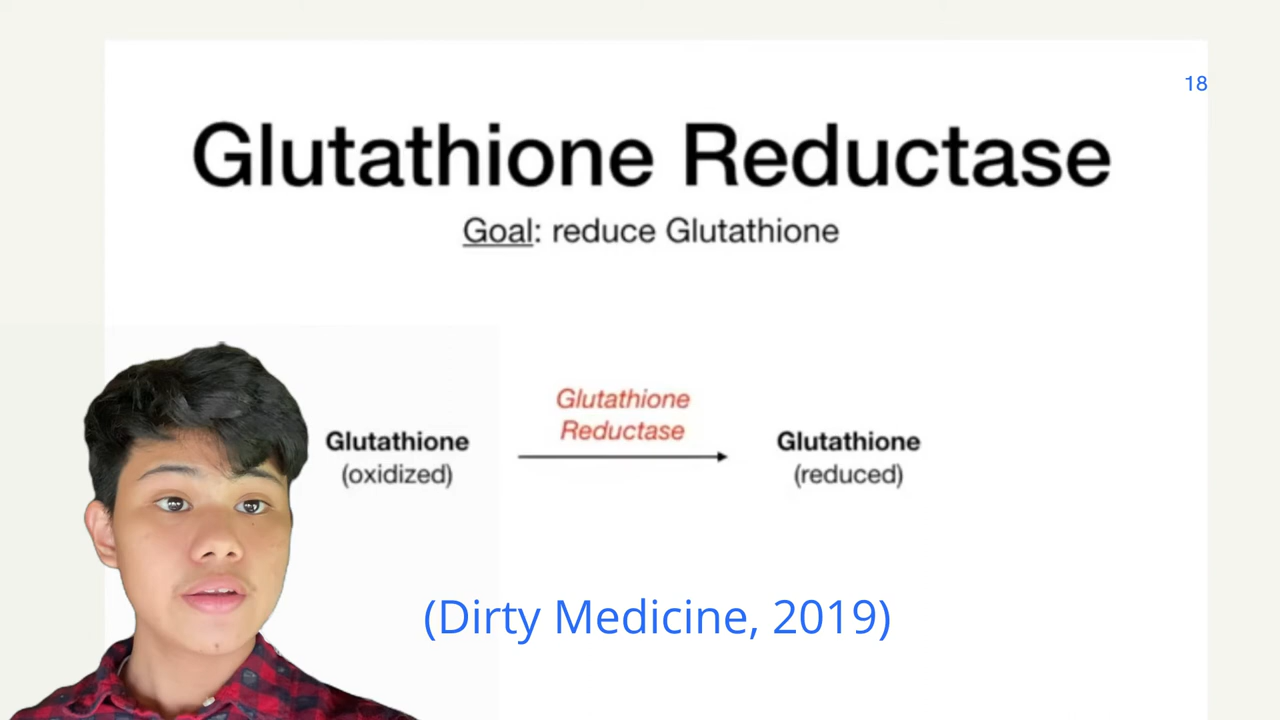 18
Glutathione Reductase
Goal: reduce Glutathione
Glutathione
Reductase
Glutathione
(oxidized)
Glutathione
(reduced)
(Dirty Medicine, 2019)